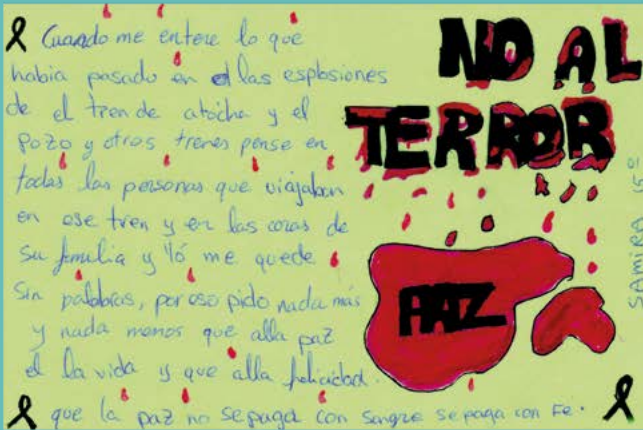 Cuando me entere lo que
habia pasado en el las esplosiones
de el tren de atocha y el
Pozo y otros trenes pense en
todas las personas que viajaban
en ese tren y en las caras de
su familia y Yó me quede
sin palabras, por eso pido nada más
y nada menos que alla paz
el la vida y que alla felicidad.
que la paz no se paga con sangre se paga con Fe.
NO AL
TERROR
PAZ
SAMIRA